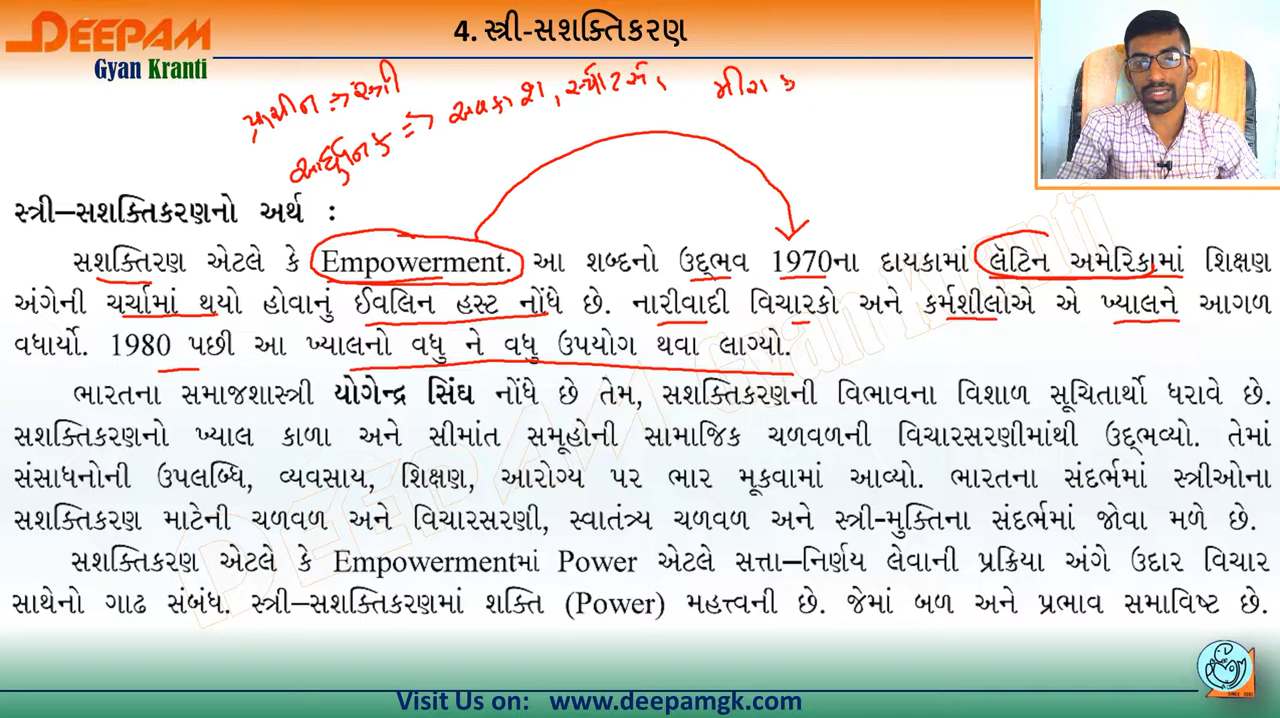 DEEPAM
Gyan Kranti
4. સ્ત્રી-સશક્તિકરણ
પ્રાચીન ⇒ સ્ત્રી
આધુનિક ⇒ અવકાશ, સ્પોર્ટસ,
સ્ત્રી–સશક્તિકરણનો અર્થ :
સશક્તિરણ એટલે કે Empowerment. આ શબ્દનો ઉદ્ભવ 1970ના દાયકામાં લૅટિન અમેરિકામાં શિક્ષણ
અંગેની ચર્ચામાં થયો હોવાનું ઈવલિન હસ્ટ નોંધે છે. નારીવાદી વિચારકો અને કર્મશીલોએ એ ખ્યાલને આગળ
વધાર્યો. 1980 પછી આ ખ્યાલનો વધુ ને વધુ ઉપયોગ થવા લાગ્યો.
ભારતના સમાજશાસ્ત્રી યોગેન્દ્ર સિંઘ નોંધે છે તેમ, સશક્તિકરણની વિભાવના વિશાળ સૂચિતાર્થો ધરાવે છે.
સશક્તિકરણનો ખ્યાલ કાળા અને સીમાંત સમૂહોની સામાજિક ચળવળની વિચારસરણીમાંથી ઉદ્ભવ્યો. તેમાં
સંસાધનોની ઉપલબ્ધિ, વ્યવસાય, શિક્ષણ, આરોગ્ય પર ભાર મૂકવામાં આવ્યો. ભારતના સંદર્ભમાં સ્ત્રીઓના
સશક્તિકરણ માટેની ચળવળ અને વિચારસરણી, સ્વાતંત્ર્ય ચળવળ અને સ્ત્રી-મુક્તિના સંદર્ભમાં જોવા મળે છે.
સશક્તિકરણ એટલે કે Empowermentમાં Power એટલે સત્તા–નિર્ણય લેવાની પ્રક્રિયા અંગે ઉદાર વિચાર
સાથેનો ગાઢ સંબંધ. સ્ત્રી–સશક્તિકરણમાં શક્તિ (Power) મહત્ત્વની છે. જેમાં બળ અને પ્રભાવ સમાવિષ્ટ છે.
Visit Us on: www.deepamgk.com